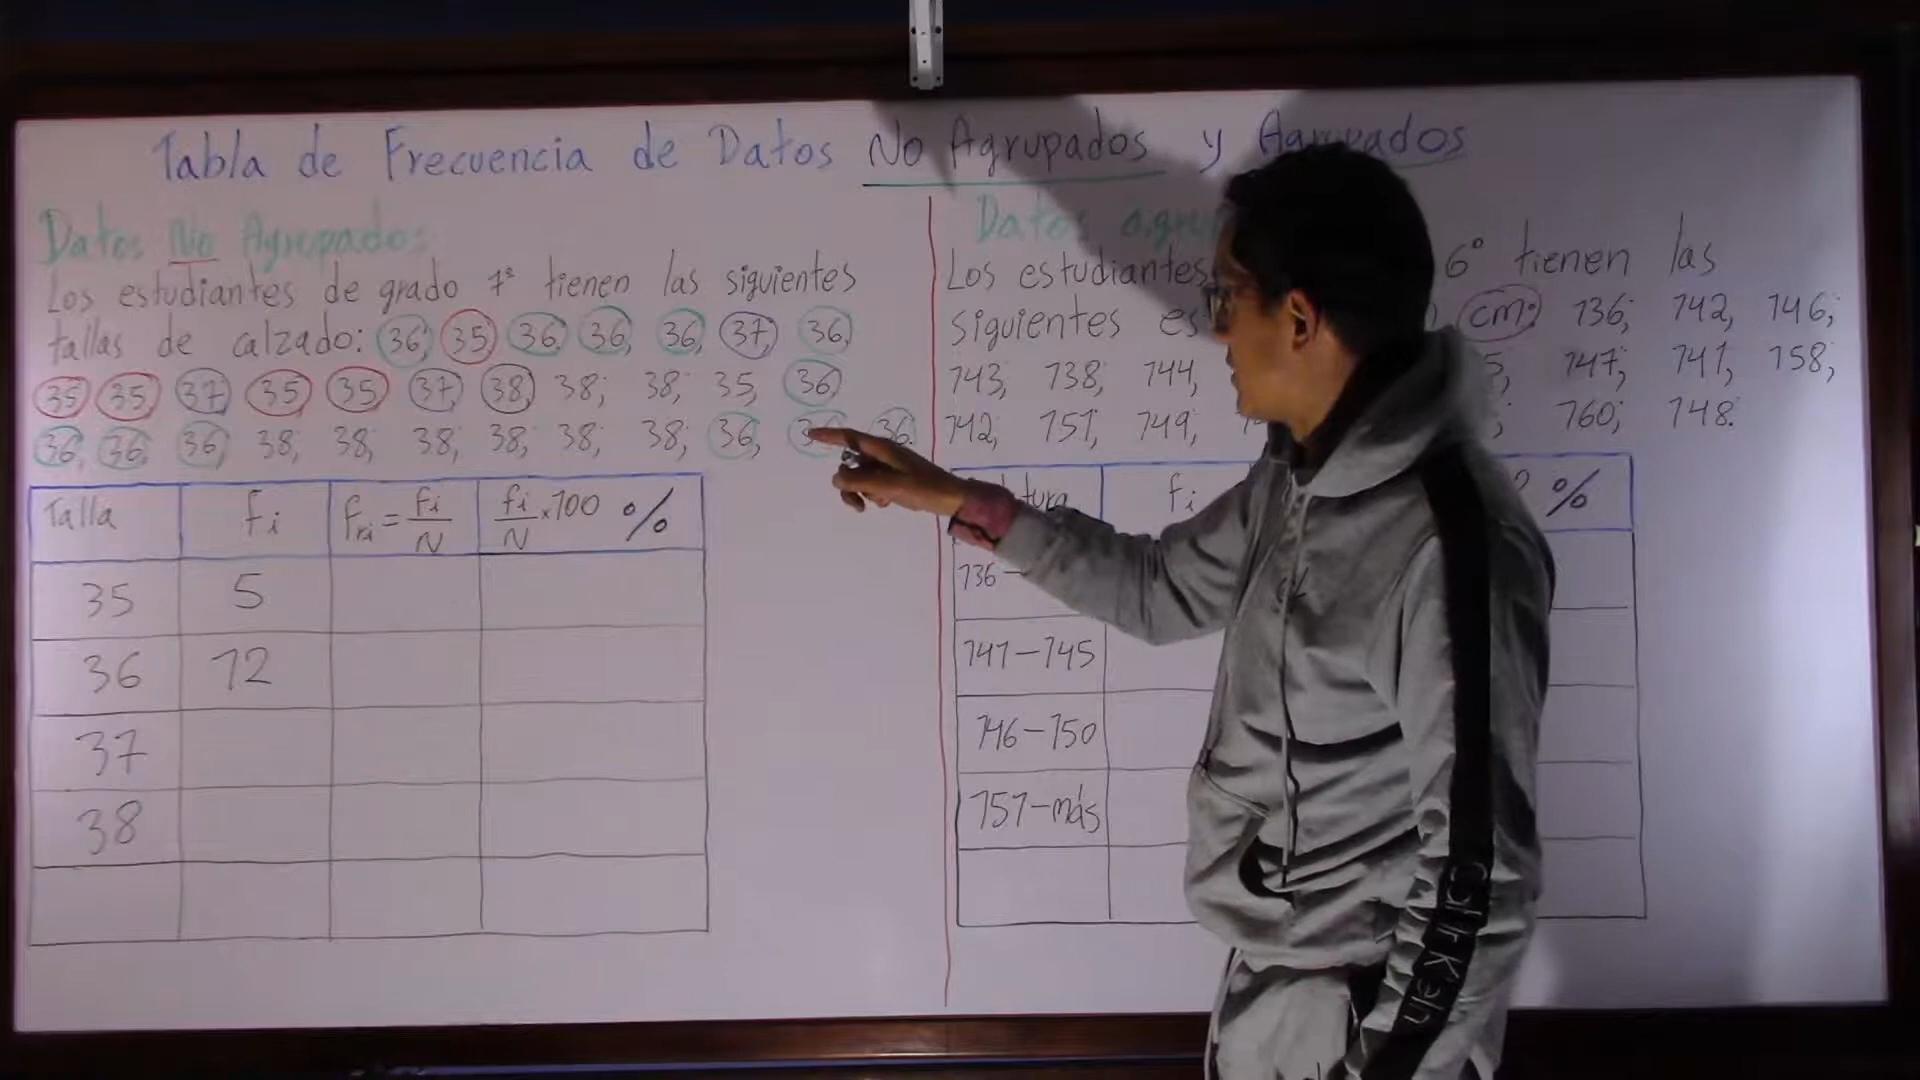 Tabla de Frecuencia de Datos No Agrupados y Agrupados
Datos No Agrupados:
Los estudiantes de grado 7° tienen las siguientes
tallas de calzado: 36; 35; 36; 36; 36; 37; 36;
35; 35; 37; 35; 35; 37; 38; 38; 38; 35; 36;
36; 36; 36; 38; 38; 38; 38; 38; 38; 36; 36.
Talla fi fri = fi/N fi/N x100 %
35 5
36 12
37
38
Datos
Los estudiantes 6° tienen las
siguientes cm: 136; 142, 146;
143, 138; 144, 147; 141, 158;
142; 151, 149, 160; 148.
fi %
136
141-145
146-150
151-más